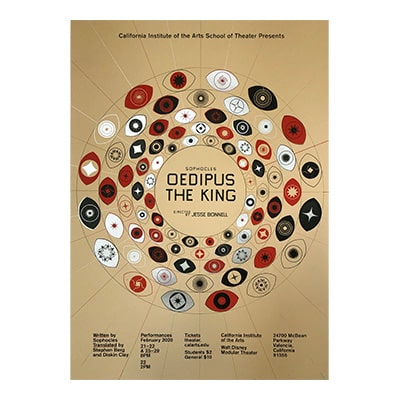 California Institute of the Arts School of Theater Presents
SOPHOCLES
OEDIPUS
THE KING
DIRECTED BY JESSE BONNELL
Written by
Sophocles
Translated by
Stephen Berg
and Diskin Clay
Performances
February 2020
21–22
& 25–29
8PM
22
2PM
Tickets
theater.
calarts.edu
Students $2
General $10
California Institute
of the Arts
Walt Disney
Modular Theater
24700 McBean
Parkway
Valencia,
California
91355